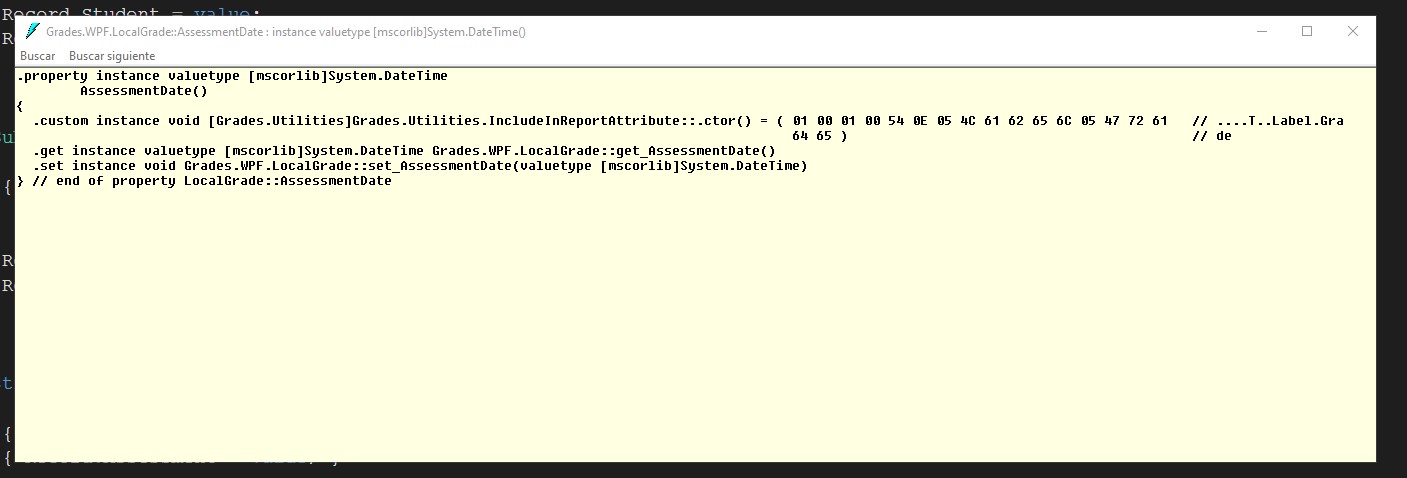 Record.Student = value;
Grades.WPF.LocalGrade::AssessmentDate : instance valuetype [mscorlib]System.DateTime()
Buscar Buscar siguiente
.property instance valuetype [mscorlib]System.DateTime
AssessmentDate()
{
.custom instance void [Grades.Utilities]Grades.Utilities.IncludeInReportAttribute::.ctor() = ( 01 00 01 00 54 0E 05 4C 61 62 65 6C 05 47 72 61 // ....T..Label.Gra
64 65 ) // de
.get instance valuetype [mscorlib]System.DateTime Grades.WPF.LocalGrade::get_AssessmentDate()
.set instance void Grades.WPF.LocalGrade::set_AssessmentDate(valuetype [mscorlib]System.DateTime)
{ } // end of property LocalGrade::AssessmentDate
R
R
t
{
{